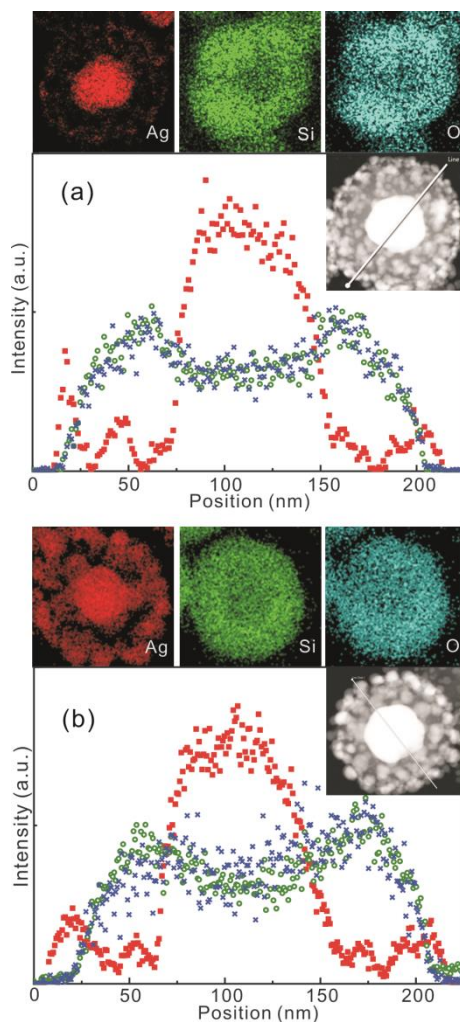 Ag
Si
O
(a)
Line
Intensity (a.u.)
0
50
100
150
200
Position (nm)
Ag
Si
O
(b)
Intensity (a.u.)
0
50
100
150
200
Position (nm)